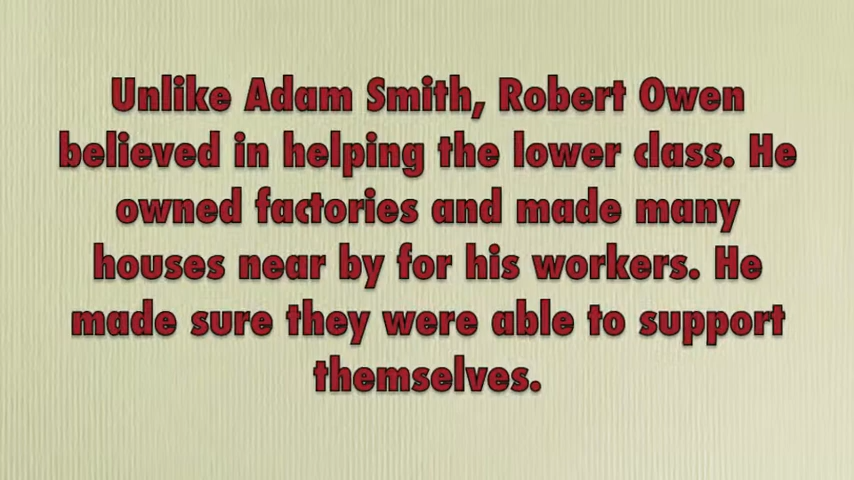 Unlike Adam Smith, Robert Owen
believed in helping the lower class. He
owned factories and made many
houses near by for his workers. He
made sure they were able to support
themselves.